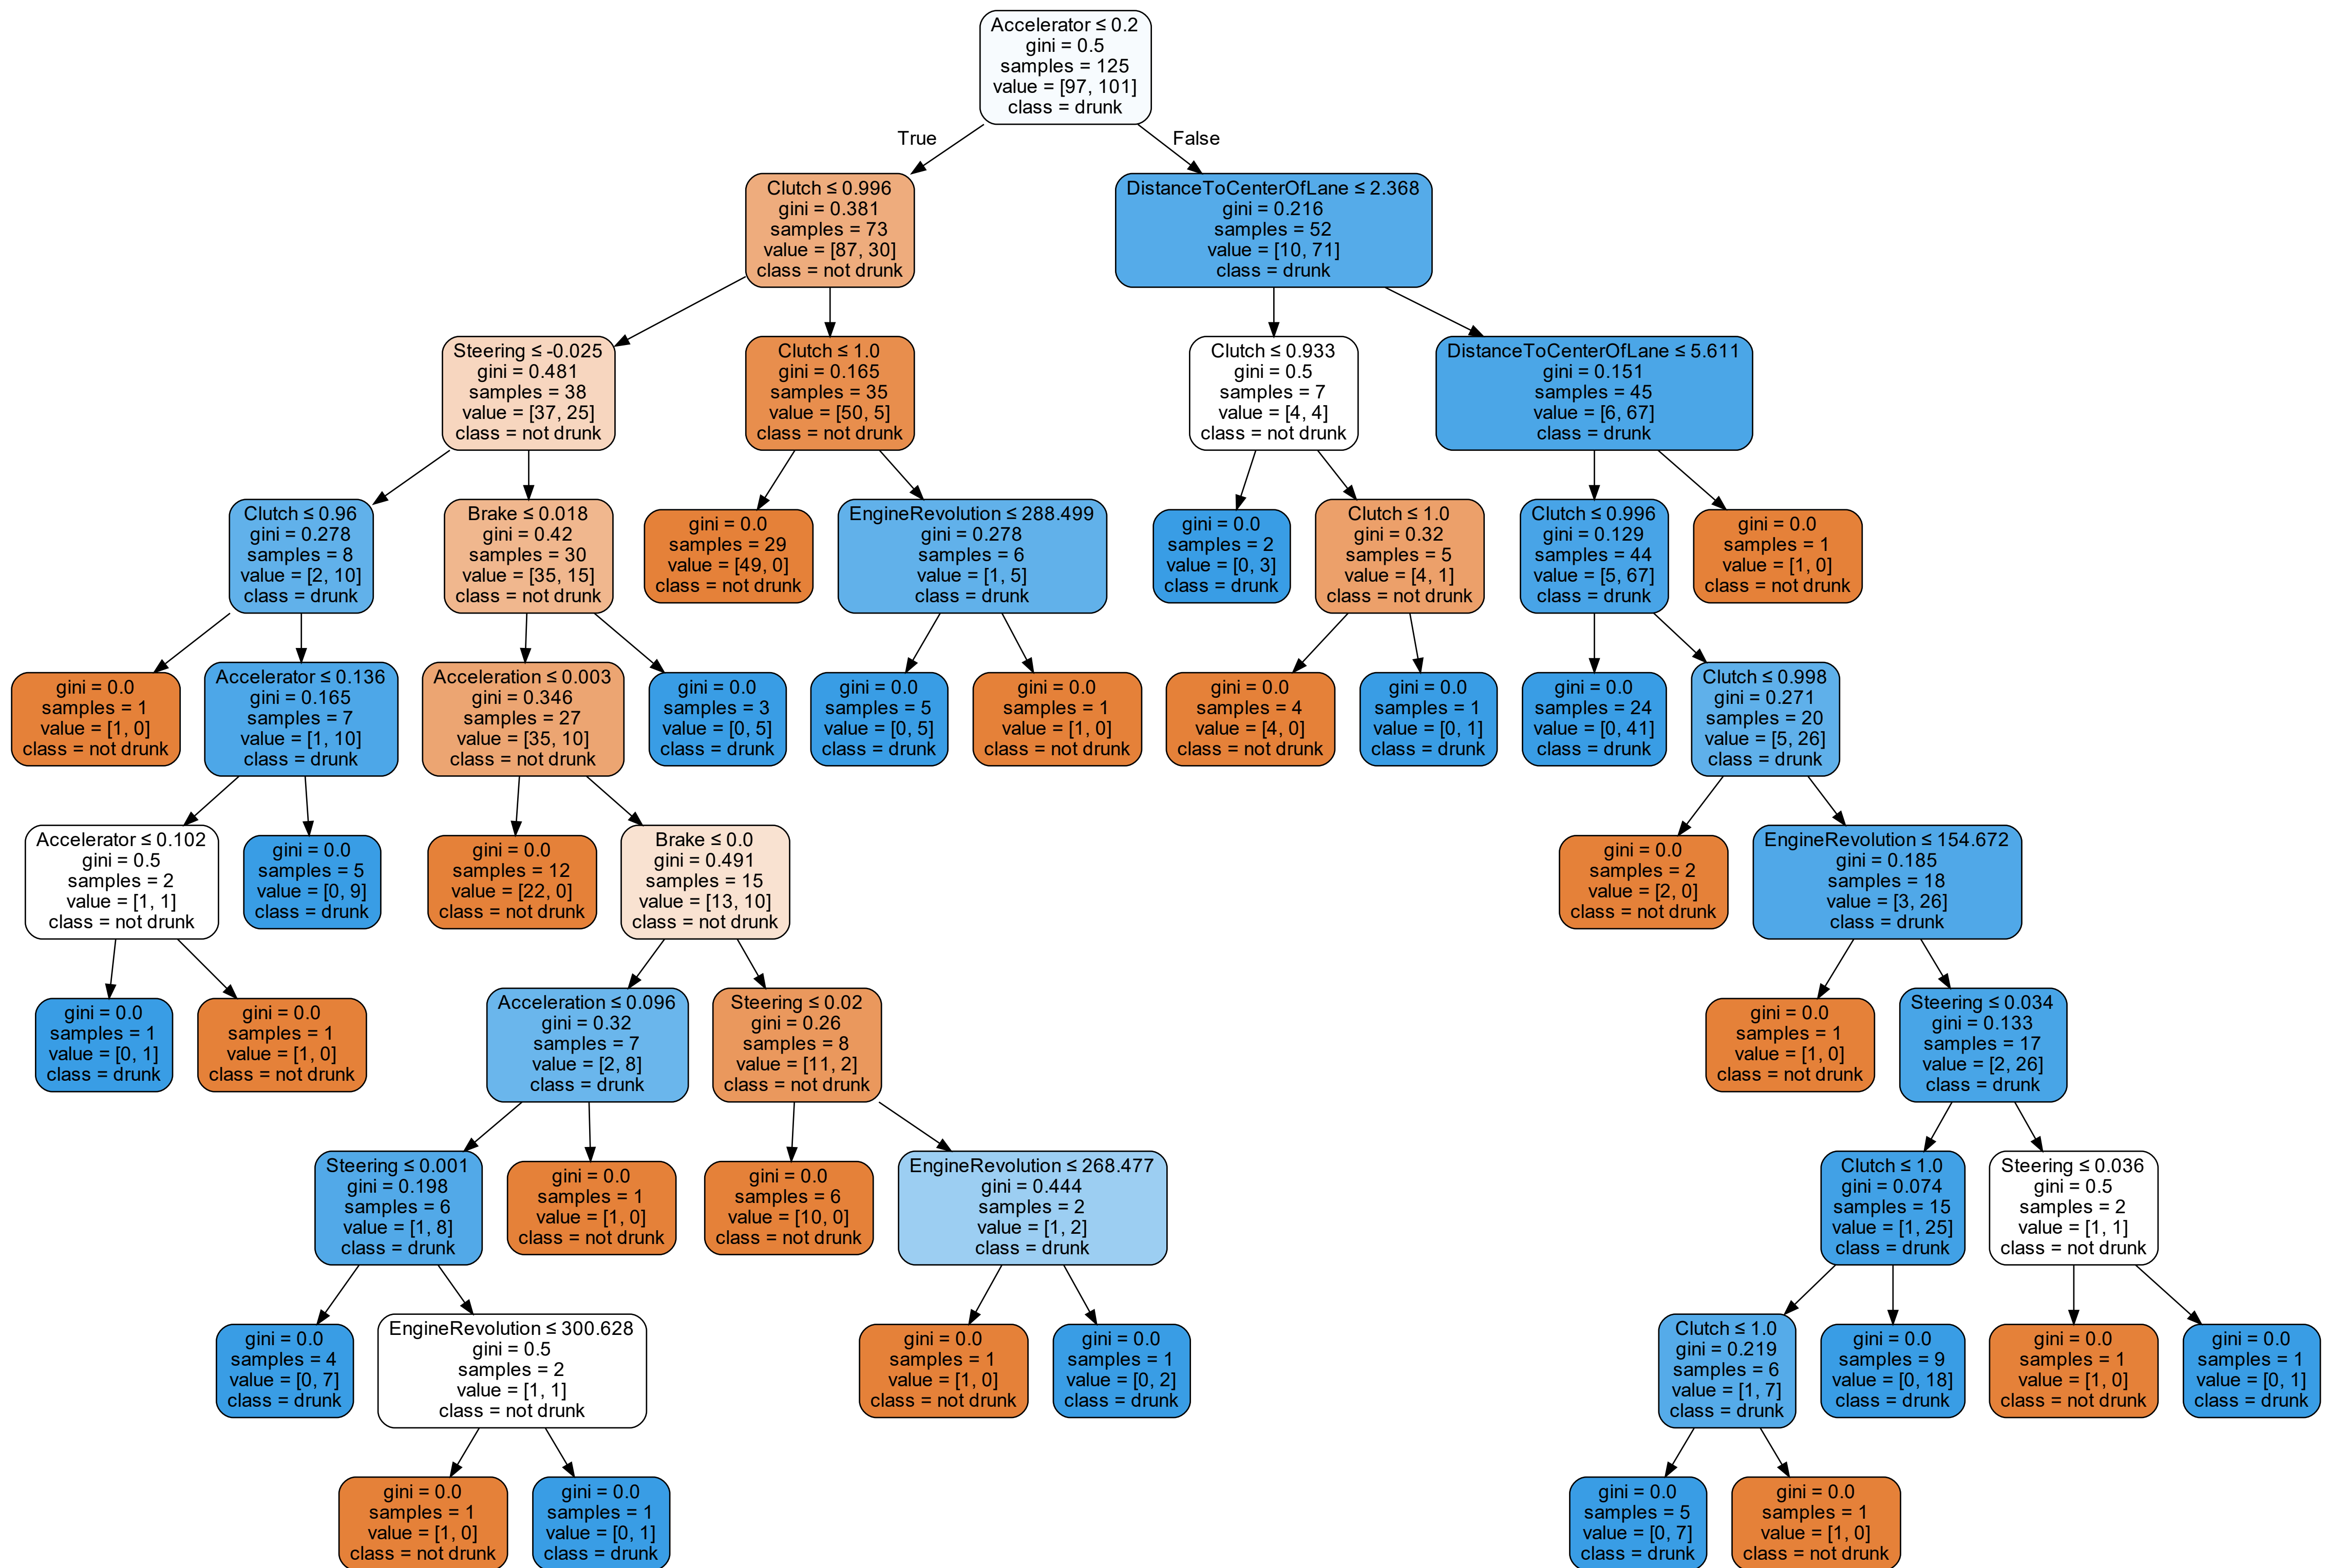 Accelerator ≤ 0.2
gini = 0.5
samples = 125
value = [97, 101]
class = drunk
True
False
Clutch ≤ 0.996
gini = 0.381
samples = 73
value = [87, 30]
class = not drunk
DistanceToCenterOfLane ≤ 2.368
gini = 0.216
samples = 52
value = [10, 71]
class = drunk
Steering ≤ -0.025
gini = 0.481
samples = 38
value = [37, 25]
class = not drunk
Clutch ≤ 1.0
gini = 0.165
samples = 35
value = [50, 5]
class = not drunk
Clutch ≤ 0.933
gini = 0.5
samples = 7
value = [4, 4]
class = not drunk
DistanceToCenterOfLane ≤ 5.611
gini = 0.151
samples = 45
value = [6, 67]
class = drunk
Clutch ≤ 0.96
gini = 0.278
samples = 8
value = [2, 10]
class = drunk
Brake ≤ 0.018
gini = 0.42
samples = 30
value = [35, 15]
class = not drunk
gini = 0.0
samples = 29
value = [49, 0]
class = not drunk
EngineRevolution ≤ 288.499
gini = 0.278
samples = 6
value = [1, 5]
class = drunk
gini = 0.0
samples = 2
value = [0, 3]
class = drunk
Clutch ≤ 1.0
gini = 0.32
samples = 5
value = [4, 1]
class = not drunk
Clutch ≤ 0.996
gini = 0.129
samples = 44
value = [5, 67]
class = drunk
gini = 0.0
samples = 1
value = [1, 0]
class = not drunk
gini = 0.0
samples = 1
value = [1, 0]
class = not drunk
Accelerator ≤ 0.136
gini = 0.165
samples = 7
value = [1, 10]
class = drunk
Acceleration ≤ 0.003
gini = 0.346
samples = 27
value = [35, 10]
class = not drunk
gini = 0.0
samples = 3
value = [0, 5]
class = drunk
gini = 0.0
samples = 5
value = [0, 5]
class = drunk
gini = 0.0
samples = 1
value = [1, 0]
class = not drunk
gini = 0.0
samples = 4
value = [4, 0]
class = not drunk
gini = 0.0
samples = 1
value = [0, 1]
class = drunk
gini = 0.0
samples = 24
value = [0, 41]
class = drunk
Clutch ≤ 0.998
gini = 0.271
samples = 20
value = [5, 26]
class = drunk
Accelerator ≤ 0.102
gini = 0.5
samples = 2
value = [1, 1]
class = not drunk
gini = 0.0
samples = 5
value = [0, 9]
class = drunk
gini = 0.0
samples = 12
value = [22, 0]
class = not drunk
Brake ≤ 0.0
gini = 0.491
samples = 15
value = [13, 10]
class = not drunk
gini = 0.0
samples = 2
value = [2, 0]
class = not drunk
EngineRevolution ≤ 154.672
gini = 0.185
samples = 18
value = [3, 26]
class = drunk
gini = 0.0
samples = 1
value = [0, 1]
class = drunk
gini = 0.0
samples = 1
value = [1, 0]
class = not drunk
Acceleration ≤ 0.096
gini = 0.32
samples = 7
value = [2, 8]
class = drunk
Steering ≤ 0.02
gini = 0.26
samples = 8
value = [11, 2]
class = not drunk
gini = 0.0
samples = 1
value = [1, 0]
class = not drunk
Steering ≤ 0.034
gini = 0.133
samples = 17
value = [2, 26]
class = drunk
Steering ≤ 0.001
gini = 0.198
samples = 6
value = [1, 8]
class = drunk
gini = 0.0
samples = 1
value = [1, 0]
class = not drunk
gini = 0.0
samples = 6
value = [10, 0]
class = not drunk
EngineRevolution ≤ 268.477
gini = 0.444
samples = 2
value = [1, 2]
class = drunk
Clutch ≤ 1.0
gini = 0.074
samples = 15
value = [1, 25]
class = drunk
Steering ≤ 0.036
gini = 0.5
samples = 2
value = [1, 1]
class = not drunk
gini = 0.0
samples = 4
value = [0, 7]
class = drunk
EngineRevolution ≤ 300.628
gini = 0.5
samples = 2
value = [1, 1]
class = not drunk
gini = 0.0
samples = 1
value = [1, 0]
class = not drunk
gini = 0.0
samples = 1
value = [0, 2]
class = drunk
Clutch ≤ 1.0
gini = 0.219
samples = 6
value = [1, 7]
class = drunk
gini = 0.0
samples = 9
value = [0, 18]
class = drunk
gini = 0.0
samples = 1
value = [1, 0]
class = not drunk
gini = 0.0
samples = 1
value = [0, 1]
class = drunk
gini = 0.0
samples = 1
value = [1, 0]
class = not drunk
gini = 0.0
samples = 1
value = [0, 1]
class = drunk
gini = 0.0
samples = 5
value = [0, 7]
class = drunk
gini = 0.0
samples = 1
value = [1, 0]
class = not drunk